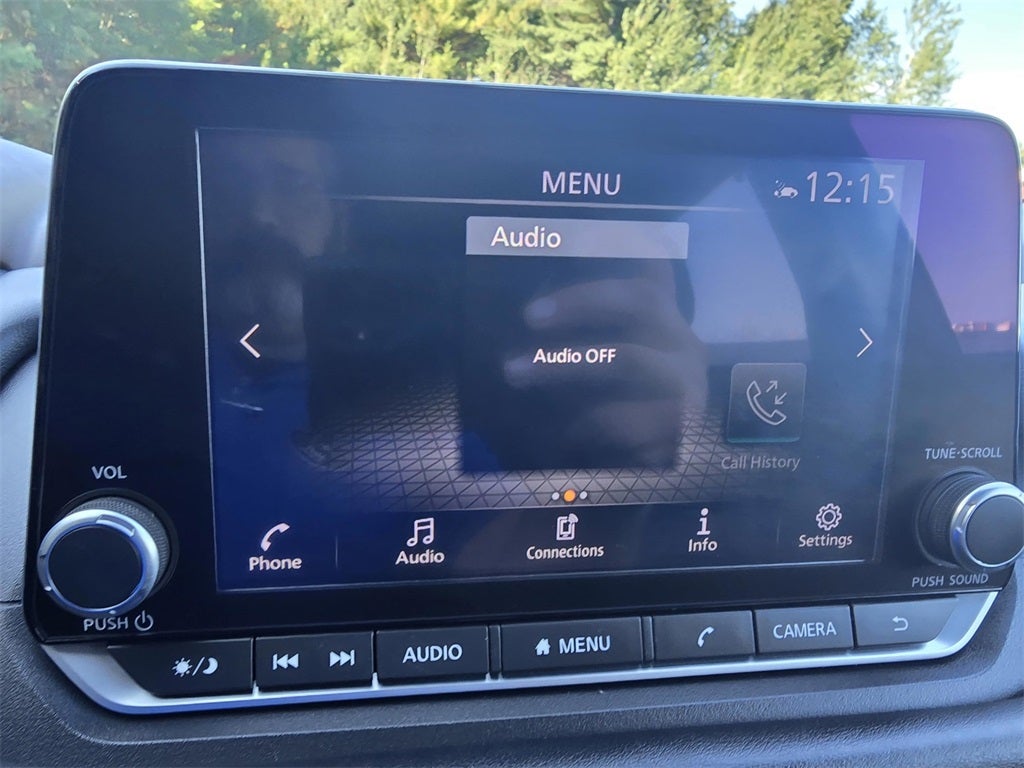 MENU
12:15
Audio
Audio OFF
Call History
VOL
TUNE·SCROLL
Phone
Audio
Connections
Info
Settings
PUSH
PUSH SOUND
AUDIO
MENU
CAMERA